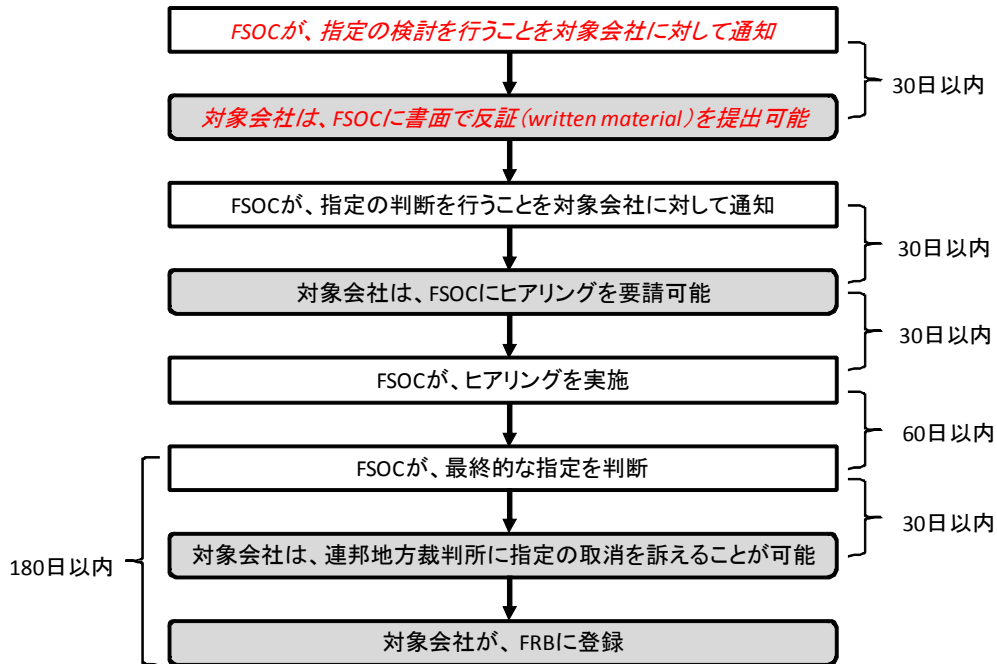 FSOCが、指定の検討を行うことを対象会社に対して通知
30日以内
対象会社は、FSOCに書面で反証(written material)を提出可能
FSOCが、指定の判断を行うことを対象会社に対して通知
30日以内
対象会社は、FSOCにヒアリングを要請可能
30日以内
FSOCが、ヒアリングを実施
60日以内
FSOCが、最終的な指定を判断
30日以内
対象会社は、連邦地方裁判所に指定の取消を訴えることが可能
180日以内
対象会社が、FRBに登録